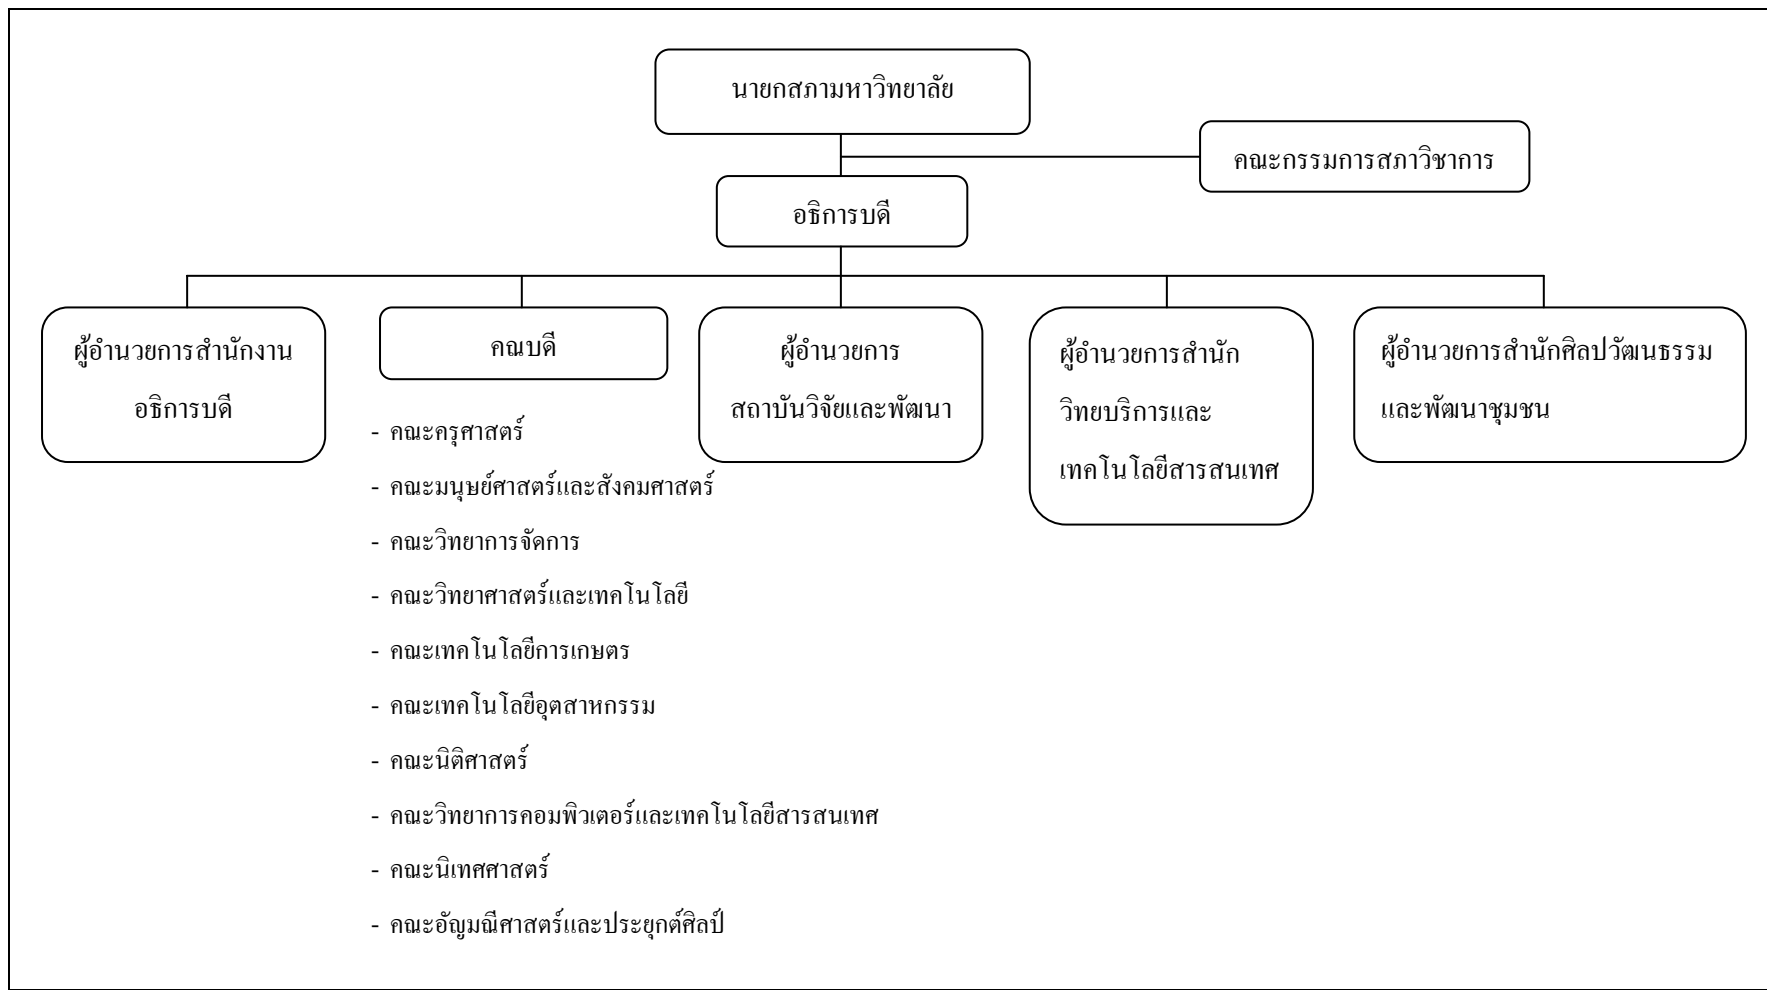 นายกสภามหาวิทยาลัย
คณะกรรมการสภาวิชาการ
อธิการบดี
ผู้อำนวยการสำนักงาน
อธิการบดี
คณบดี
- คณะครุศาสตร์
- คณะมนุษย์ศาสตร์และสังคมศาสตร์
- คณะวิทยาการจัดการ
- คณะวิทยาศาสตร์และเทคโนโลยี
- คณะเทคโนโลยีการเกษตร
- คณะเทคโนโลยีอุตสาหกรรม
- คณะนิติศาสตร์
- คณะวิทยาการคอมพิวเตอร์และเทคโนโลยีสารสนเทศ
- คณะนิเทศศาสตร์
- คณะอัญมณีศาสตร์และประยุกต์ศิลป์
ผู้อำนวยการ
สถาบันวิจัยและพัฒนา
ผู้อำนวยการสำนัก
วิทยบริการและ
เทคโนโลยีสารสนเทศ
ผู้อำนวยการสำนักศิลปวัฒนธรรม
และพัฒนาชุมชน